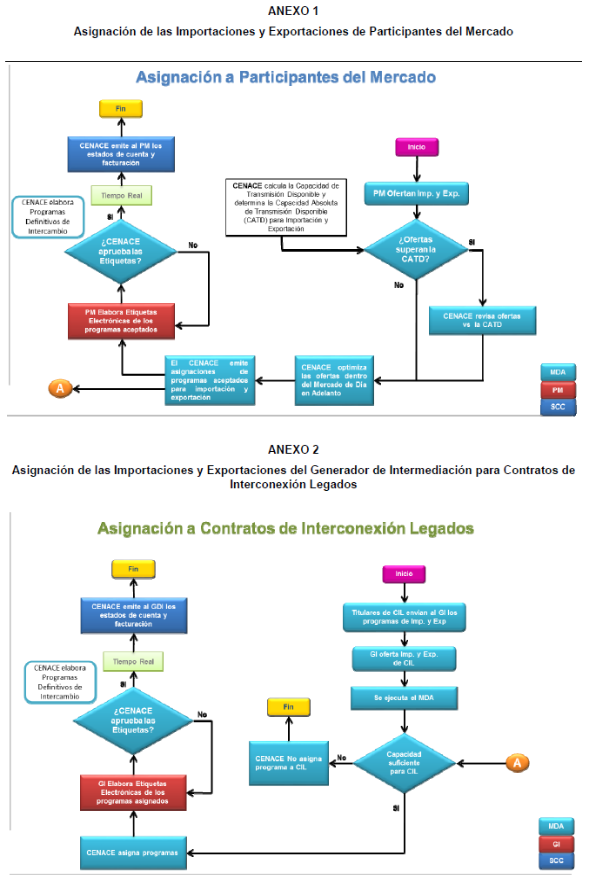 ANEXO 1
Asignación de las Importaciones y Exportaciones de Participantes del Mercado
Asignación a Participantes del Mercado
Inicio
PM Ofertan Imp. y Exp.
CENACE calcula la Capacidad de
Transmisión Disponible y
determina la Capacidad Absoluta
de Transmisión Disponible
(CATD) para Importación y
Exportación
¿Ofertas
superan la
CATD?
SI
No
CENACE revisa ofertas
vs la CATD
CENACE optimiza
las ofertas dentro
del Mercado de Día
en Adelanto
El CENACE emite
asignaciones de
programas aceptados
para importación y
exportación
A
PM Elabora Etiquetas
Electrónicas de los
programas aceptados
¿CENACE
aprueba las
Etiquetas?
No
SI
CENACE elabora
Programas
Definitivos de
Intercambio
Tiempo Real
CENACE emite al PM los
estados de cuenta y
facturación
Fin
MDA
PM
SCC
ANEXO 2
Asignación de las Importaciones y Exportaciones del Generador de Intermediación para Contratos de
Interconexión Legados
Asignación a Contratos de Interconexión Legados
Inicio
Titulares de CIL envían al GI los
programas de Imp. y Exp
GI oferta Imp. y Exp.
de CIL
Se ejecuta el MDA
Capacidad
suficiente
para CIL
A
No
CENACE No asigna
programa a CIL
Fin
SI
CENACE asigna programas
GI Elabora Etiquetas
Electrónicas de los
programas asignados
¿CENACE
aprueba las
Etiquetas?
No
SI
CENACE elabora
Programas
Definitivos de
Intercambio
Tiempo Real
CENACE emite al GDI los
estados de cuenta y
facturación
Fin
MDA
GI
SCC